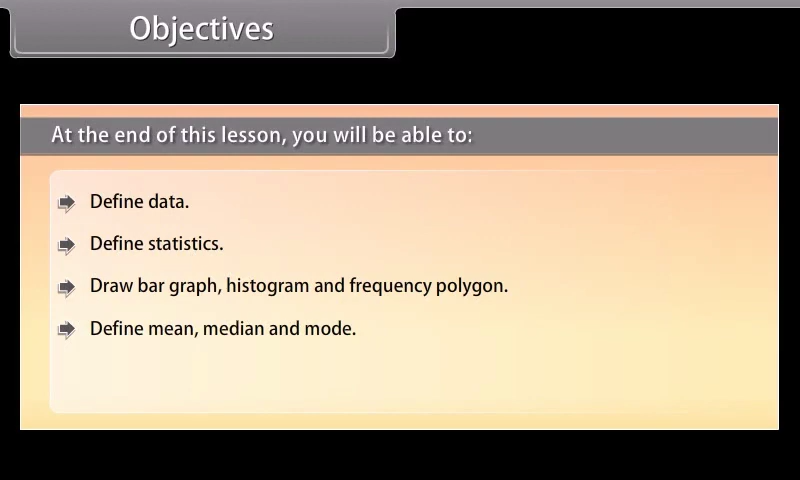 Objectives
At the end of this lesson, you will be able to:
Define data.
Define statistics.
Draw bar graph, histogram and frequency polygon.
Define mean, median and mode.